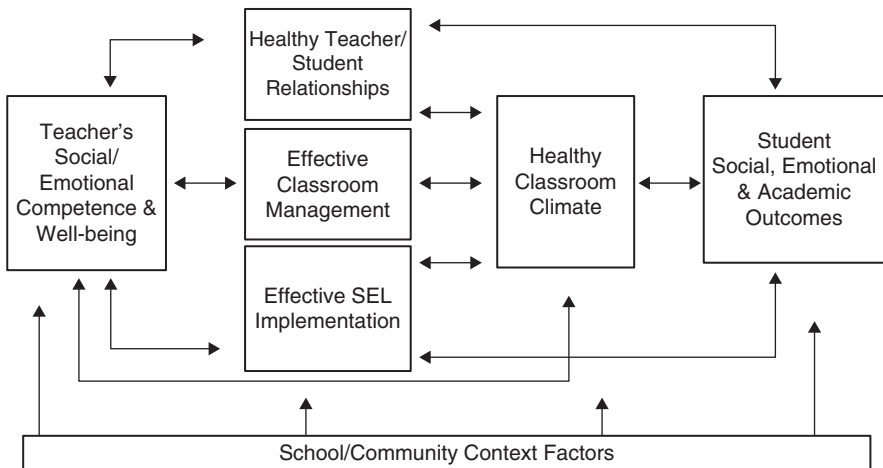 Healthy Teacher/
Student
Relationships
Teacher’s
Social/
Emotional
Competence &
Well-being
Effective
Classroom
Management
Healthy
Classroom
Climate
Student
Social, Emotional
& Academic
Outcomes
Effective SEL
Implementation
School/Community Context Factors